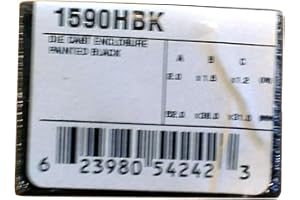 1590HBK
DIE CAST ENCLOSURE
PAINTED BLACK
A B C
6 23980 54242 3